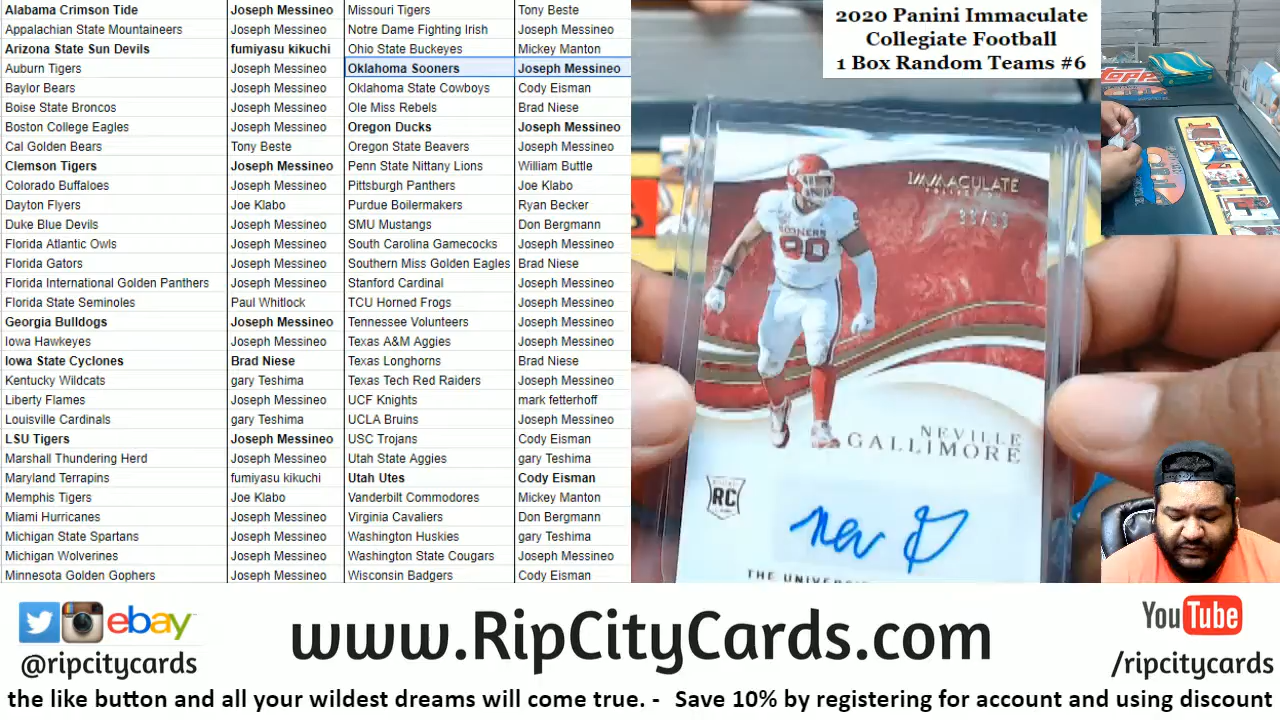 Alabama Crimson Tide Joseph Messineo Missouri Tigers Tony Beste
Appalachian State Mountaineers Joseph Messineo Notre Dame Fighting Irish Joseph Messineo
Arizona State Sun Devils fumiyasu kikuchi Ohio State Buckeyes Mickey Manton
Auburn Tigers Joseph Messineo Oklahoma Sooners Joseph Messineo
Baylor Bears Joseph Messineo Oklahoma State Cowboys Cody Eisman
Boise State Broncos Joseph Messineo Ole Miss Rebels Brad Niese
Boston College Eagles Joseph Messineo Oregon Ducks Joseph Messineo
Cal Golden Bears Tony Beste Oregon State Beavers Joseph Messineo
Clemson Tigers Joseph Messineo Penn State Nittany Lions William Buttle
Colorado Buffaloes Joseph Messineo Pittsburgh Panthers Joe Klabo
Dayton Flyers Joe Klabo Purdue Boilermakers Ryan Becker
Duke Blue Devils Joseph Messineo SMU Mustangs Don Bergmann
Florida Atlantic Owls Joseph Messineo South Carolina Gamecocks Joseph Messineo
Florida Gators Joseph Messineo Southern Miss Golden Eagles Brad Niese
Florida International Golden Panthers Joseph Messineo Stanford Cardinal Joseph Messineo
Florida State Seminoles Paul Whitlock TCU Horned Frogs Joseph Messineo
Georgia Bulldogs Joseph Messineo Tennessee Volunteers Joseph Messineo
Iowa Hawkeyes Joseph Messineo Texas A&M Aggies Joseph Messineo
Iowa State Cyclones Brad Niese Texas Longhorns Brad Niese
Kentucky Wildcats gary Teshima Texas Tech Red Raiders Joseph Messineo
Liberty Flames Joseph Messineo UCF Knights mark fetterhoff
Louisville Cardinals gary Teshima UCLA Bruins Joseph Messineo
LSU Tigers Joseph Messineo USC Trojans Cody Eisman
Marshall Thundering Herd Joseph Messineo Utah State Aggies gary Teshima
Maryland Terrapins fumiyasu kikuchi Utah Utes Cody Eisman
Memphis Tigers Joe Klabo Vanderbilt Commodores Mickey Manton
Miami Hurricanes Joseph Messineo Virginia Cavaliers Don Bergmann
Michigan State Spartans Joseph Messineo Washington Huskies gary Teshima
Michigan Wolverines Joseph Messineo Washington State Cougars Joseph Messineo
Minnesota Golden Gophers Joseph Messineo Wisconsin Badgers Cody Eisman
2020 Panini Immaculate
Collegiate Football
1 Box Random Teams #6
IMMACULATE
COLLECTION
SOONERS
90
NEVILLE
GALLIMORE
RC
THE UNIVERSI
TOPPS
ebay
@ripcitycards
www.RipCityCards.com
YouTube
/ripcitycards
the like button and all your wildest dreams will come true. - Save 10% by registering for account and using discount